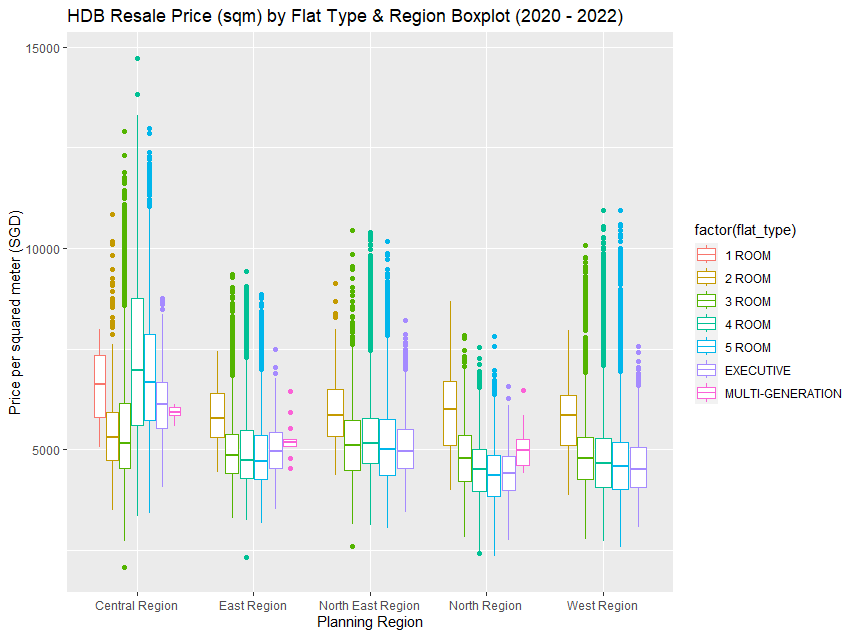 HDB Resale Price (sqm) by Flat Type & Region Boxplot (2020 - 2022)
Price per squared meter (SGD)
15000
10000
5000
Central Region
East Region
North East Region
North Region
West Region
Planning Region
factor(flat_type)
1 ROOM
2 ROOM
3 ROOM
4 ROOM
5 ROOM
EXECUTIVE
MULTI-GENERATION